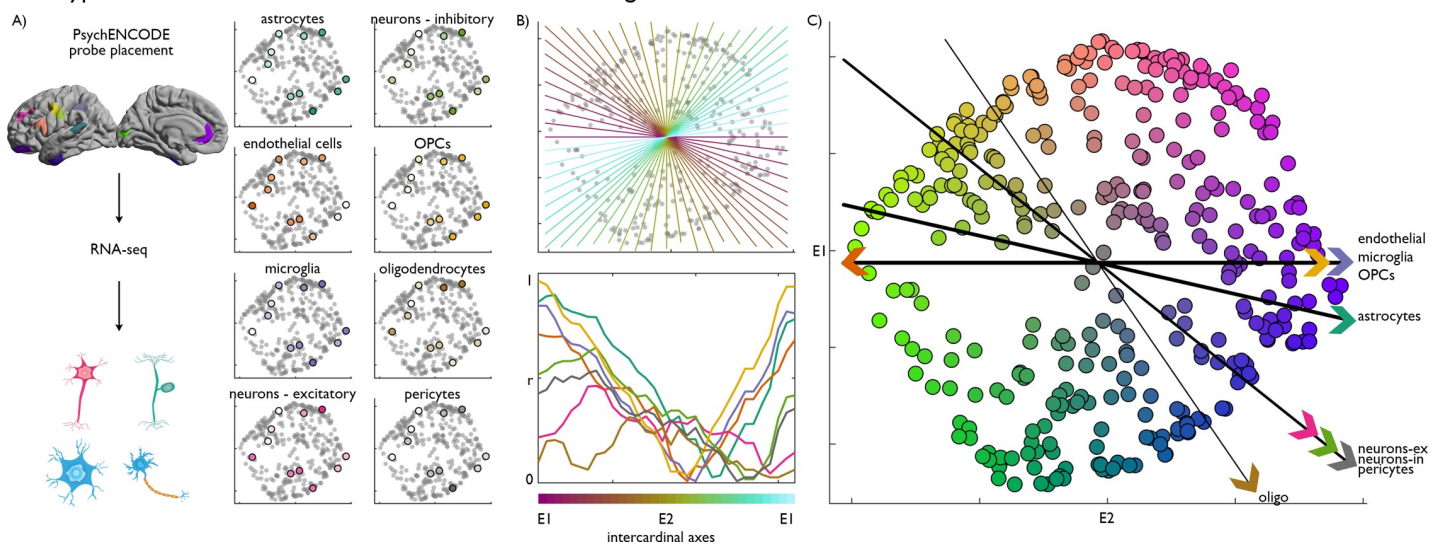 A)
PsychENCODE
probe placement
RNA-seq
astrocytes
neurons - inhibitory
endothelial cells
OPCs
microglia
oligodendrocytes
neurons - excitatory
pericytes
B)
r
0
E1
E2
E1
intercardinal axes
C)
E1
endothelial
microglia
OPCs
astrocytes
neurons-ex
neurons-in
pericytes
oligo
E2